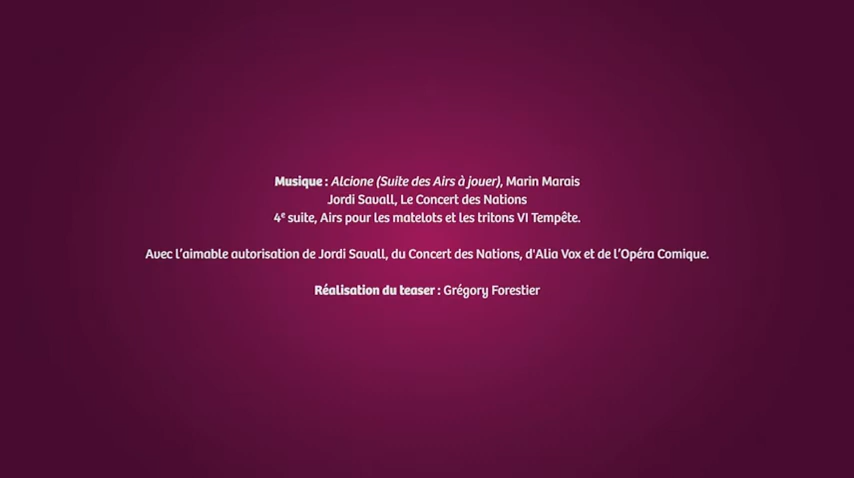 Musique : Alcione (Suite des Airs à jouer), Marin Marais
Jordi Savall, Le Concert des Nations
4e suite, Airs pour les matelots et les tritons VI Tempête.
Avec l’aimable autorisation de Jordi Savall, du Concert des Nations, d'Alia Vox et de l’Opéra Comique.
Réalisation du teaser : Grégory Forestier